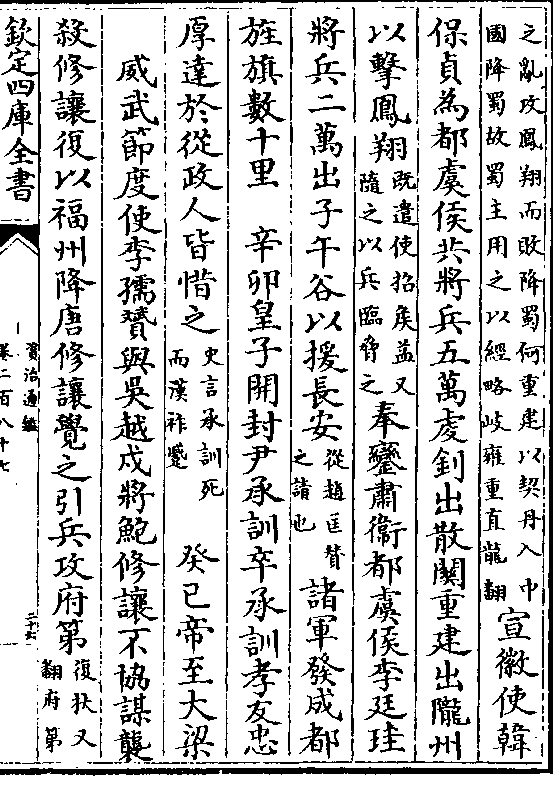 之亂攻鳳翔而敗降蜀何重建以契丹入中
國降蜀故蜀主用之以經略岐雍重直龍翻
宣徽使韓
保貞為都虞侯共將兵五萬虔釗出散關重建出隴州
以擊鳳翔
既遣使招矦益又
隨之以兵臨脅之
奉鑾肅衞都虞侯李廷珪
將兵二萬出子午谷以援長安
從趙匡贊
之請也
諸軍發成都
旌旗數十里 辛卯皇子開封尹承訓卒承訓孝友忠
厚達於從政人皆惜之
史言承訓死
而漢祚蹙
癸巳帝至大梁
威武節度使李孺贇與吳越戍將鮑修讓不協謀襲
殺修讓復以福州降唐修讓覺之引兵攻府第
復扶又
翻府第
欽定四庫全書
資治通鑑
卷二百八十七
二十六